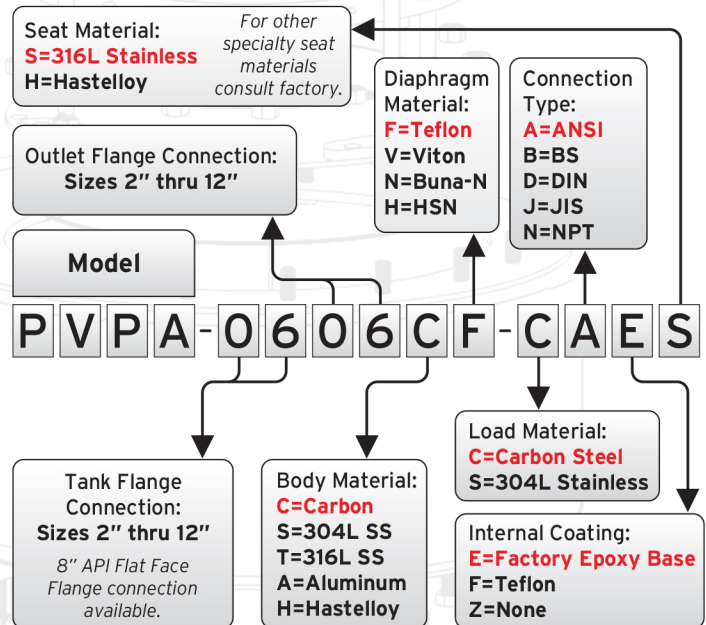 Seat Material:
S=316L Stainless
H=Hastelloy
For other
specialty seat
materials
consult factory.
Diaphragm
Material:
F=Teflon
V=Viton
N=Buna-N
H=HSN
Connection
Type:
A=ANSI
B=BS
D=DIN
J=JIS
N=NPT
Outlet Flange Connection:
Sizes 2" thru 12"
Model
PVPA-0606CF-CAES
Tank Flange
Connection:
Sizes 2" thru 12"
8" API Flat Face
Flange connection
available.
Body Material:
C=Carbon
S=304L SS
T=316L SS
A=Aluminum
H=Hastelloy
Load Material:
C=Carbon Steel
S=304L Stainless
Internal Coating:
E=Factory Epoxy Base
F=Teflon
Z=None